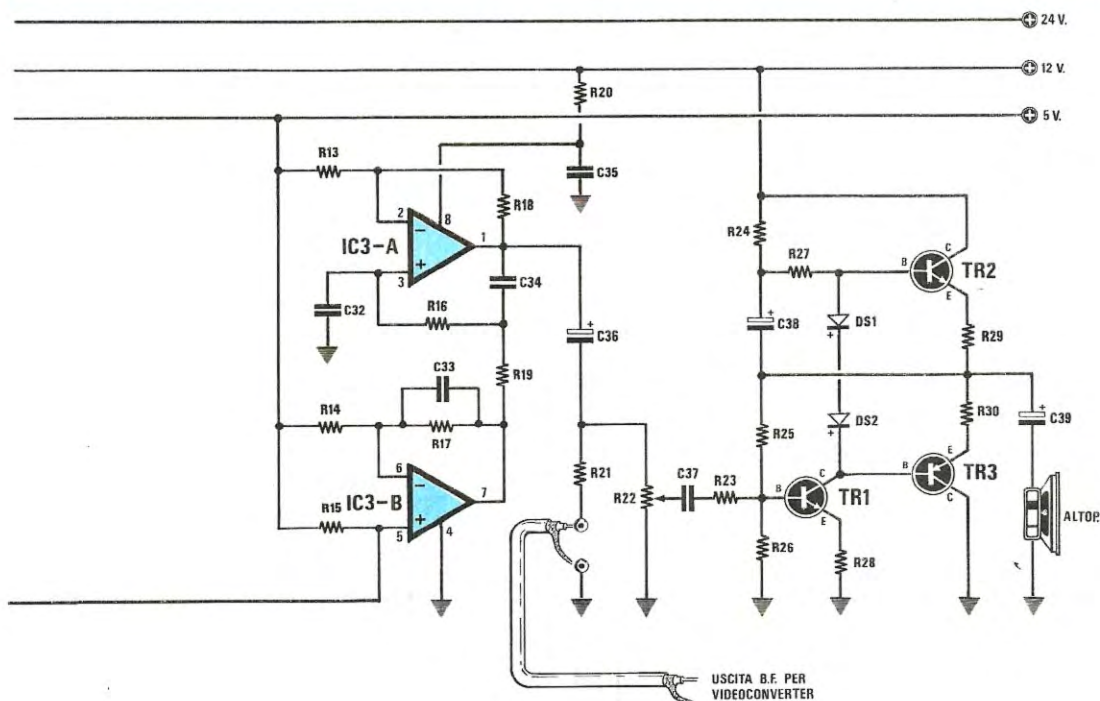 24 V.
12 V.
R20
5 V.
R13
C35
R18
2
8
IC3-A
1
3
R24
R27
B
C
TR2
E
C34
C32
R16
C38
DS1
C36
R29
R19
C33
R14
R17
R30
C39
DS2
R25
6
E
B
TR3
C
C37
R23
C
B
TR1
E
IC3-B
7
R15
5
4
R21
R22
R26
R28
ALTOP.
USCITA B.F. PER
VIDEOCONVERTER